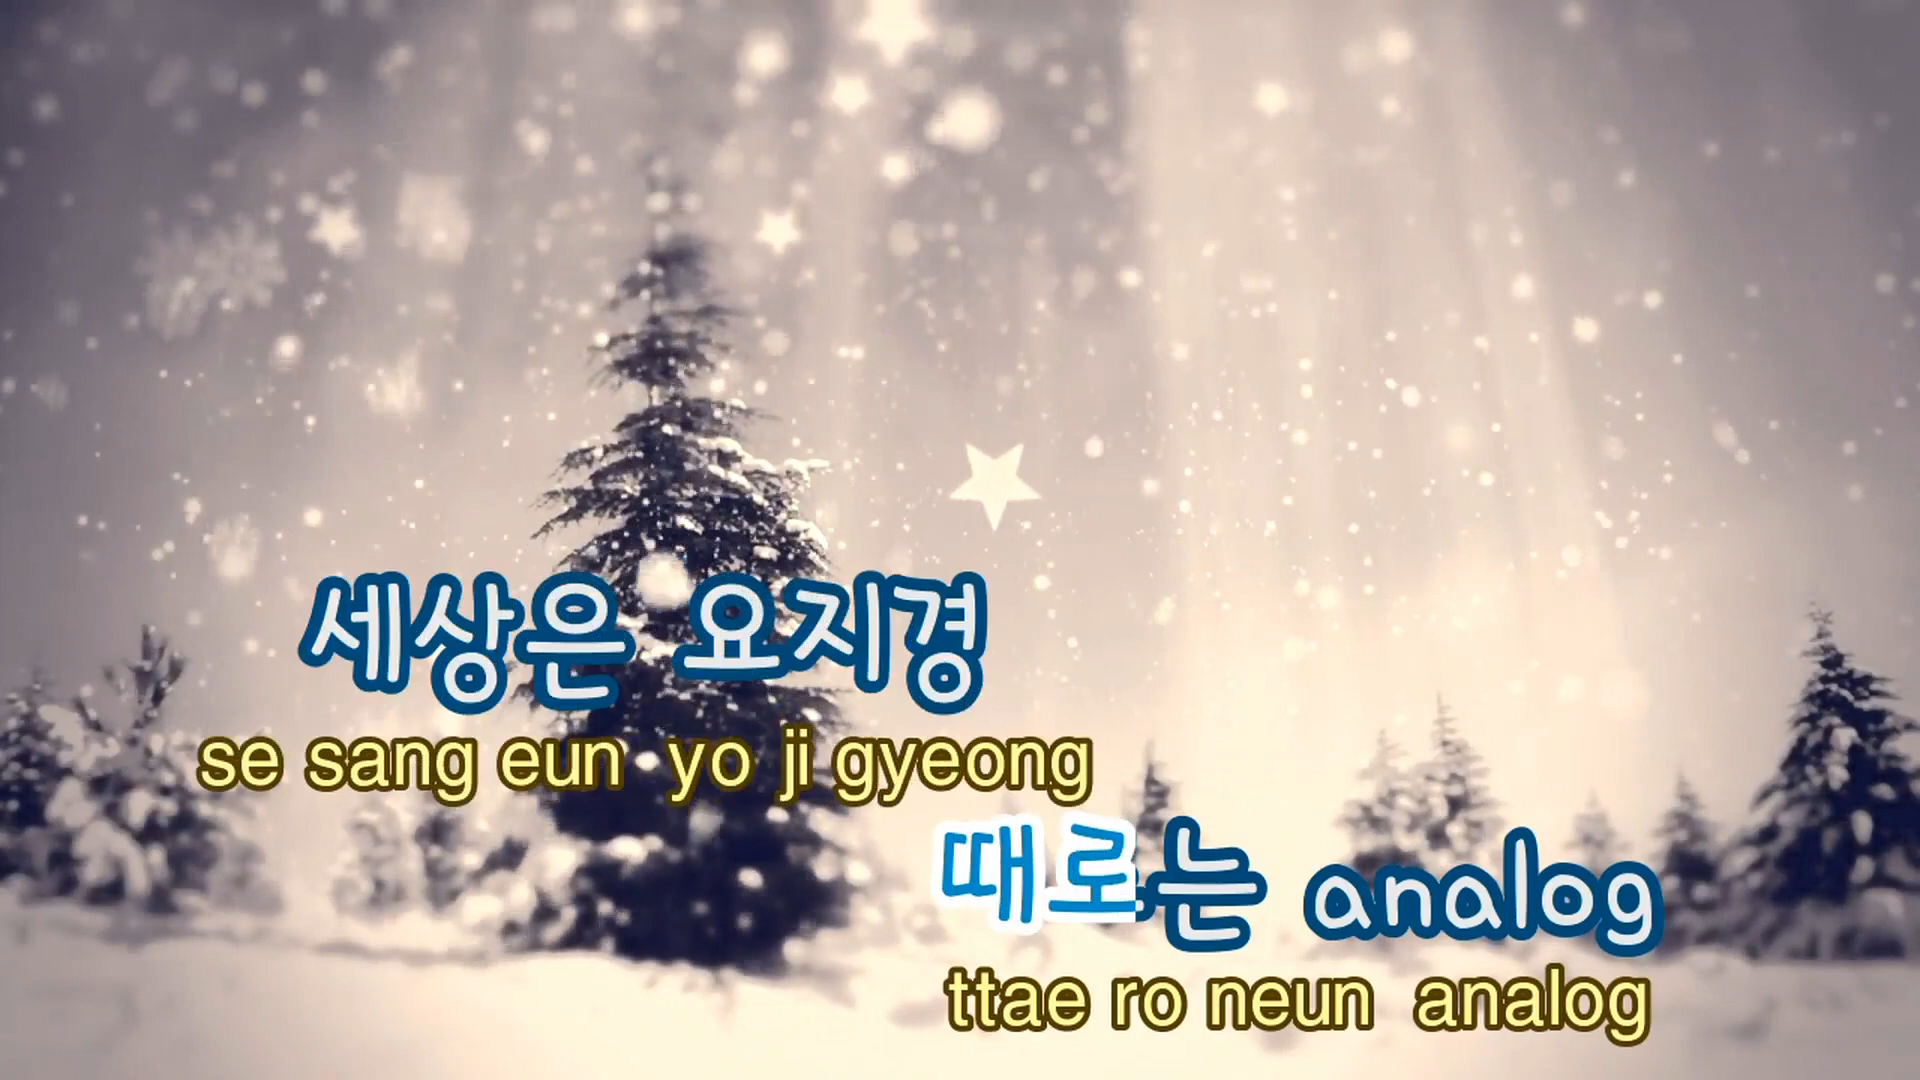 세상은 요지경
se sang eun yo ji gyeong
때로는 analog
ttae ro neun analog